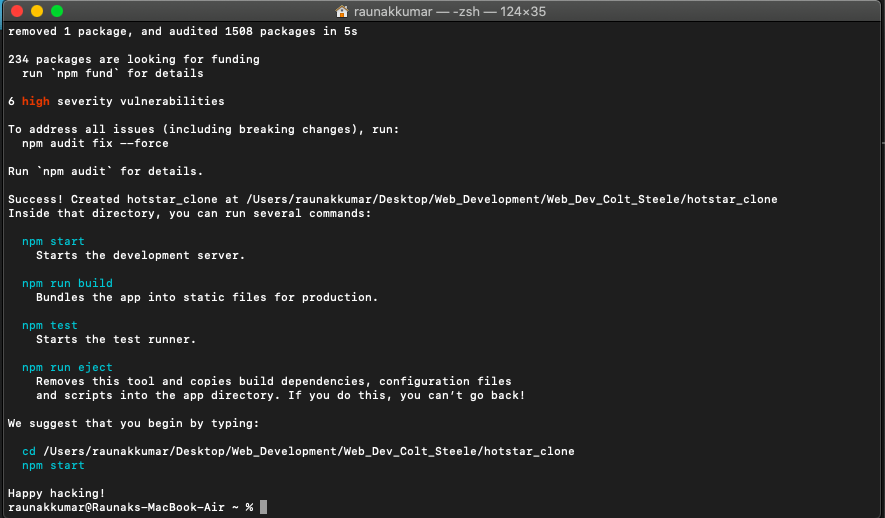 raunakkumar — -zsh — 124×35
removed 1 package, and audited 1508 packages in 5s
234 packages are looking for funding
run `npm fund` for details
6 high severity vulnerabilities
To address all issues (including breaking changes), run:
npm audit fix --force
Run `npm audit` for details.
Success! Created hotstar_clone at /Users/raunakkumar/Desktop/Web_Development/Web_Dev_Colt_Steele/hotstar_clone
Inside that directory, you can run several commands:
npm start
Starts the development server.
npm run build
Bundles the app into static files for production.
npm test
Starts the test runner.
npm run eject
Removes this tool and copies build dependencies, configuration files
and scripts into the app directory. If you do this, you can’t go back!
We suggest that you begin by typing:
cd /Users/raunakkumar/Desktop/Web_Development/Web_Dev_Colt_Steele/hotstar_clone
npm start
Happy hacking!
raunakkumar@Raunaks-MacBook-Air ~ %